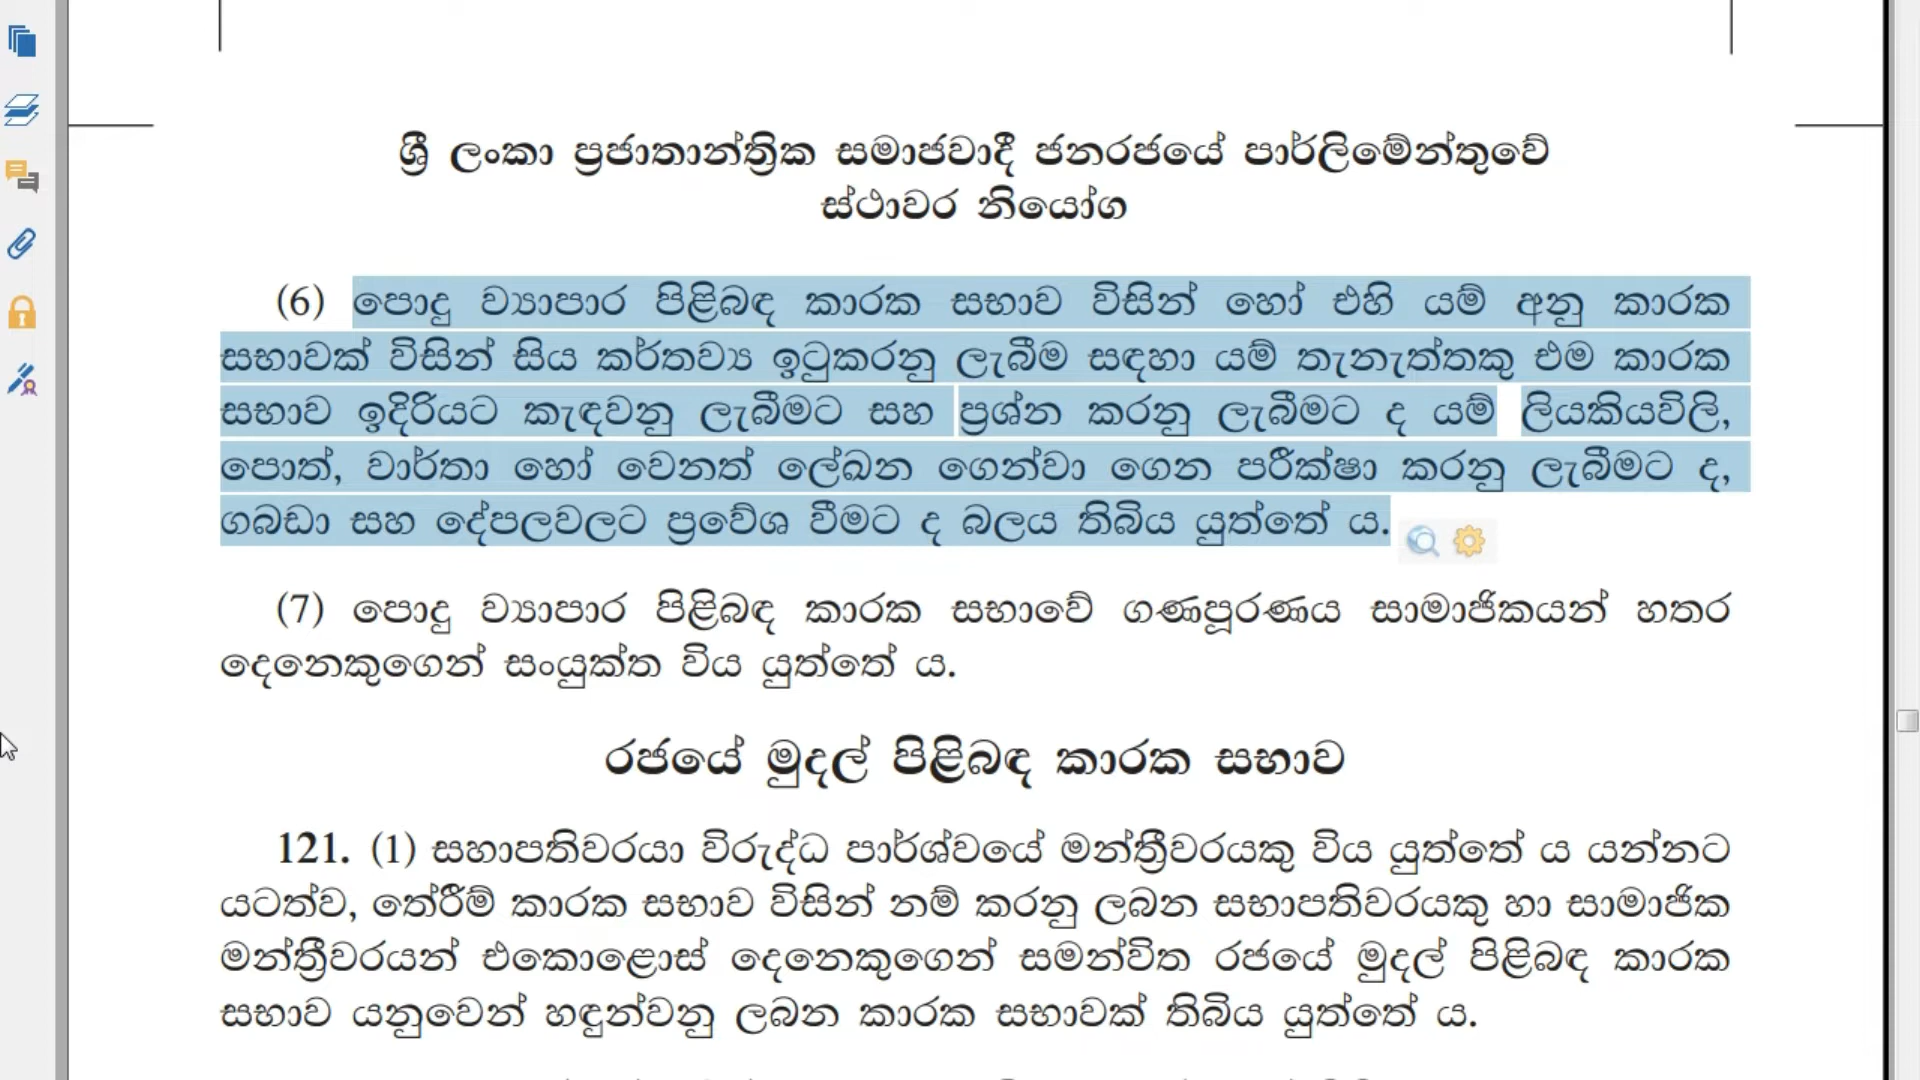 ශ්‍රී ලංකා ප්‍රජාතාන්ත්‍රික සමාජවාදී ජනරජයේ පාර්ලිමේන්තුවේ
ස්ථාවර නියෝග
(6) පොදු ව්‍යාපාර පිළිබඳ කාරක සභාව විසින් හෝ එහි යම් අනු කාරක
සභාවක් විසින් සිය කර්තව්‍ය ඉටුකරනු ලැබීම සඳහා යම් තැනැත්තකු එම කාරක
සභාව ඉදිරියට කැඳවනු ලැබීමට සහ ප්‍රශ්න කරනු ලැබීමට ද යම් ලියකියවිලි,
පොත්, වාර්තා හෝ වෙනත් ලේඛන ගෙන්වා ගෙන පරීක්ෂා කරනු ලැබීමට ද,
ගබඩා සහ දේපලවලට ප්‍රවේශ වීමට ද බලය තිබිය යුත්තේ ය.
(7) පොදු ව්‍යාපාර පිළිබඳ කාරක සභාවේ ගණපූරණය සාමාජිකයන් හතර
දෙනෙකුගෙන් සංයුක්ත විය යුත්තේ ය.
රජයේ මුදල් පිළිබඳ කාරක සභාව
121. (1) සභාපතිවරයා විරුද්ධ පාර්ශ්වයේ මන්ත්‍රීවරයකු විය යුත්තේ ය යන්නට
යටත්ව, තේරීම් කාරක සභාව විසින් නම් කරනු ලබන සභාපතිවරයකු හා සාමාජික
මන්ත්‍රීවරයන් එකොළොස් දෙනෙකුගෙන් සමන්විත රජයේ මුදල් පිළිබඳ කාරක
සභාව යනුවෙන් හඳුන්වනු ලබන කාරක සභාවක් තිබිය යුත්තේ ය.